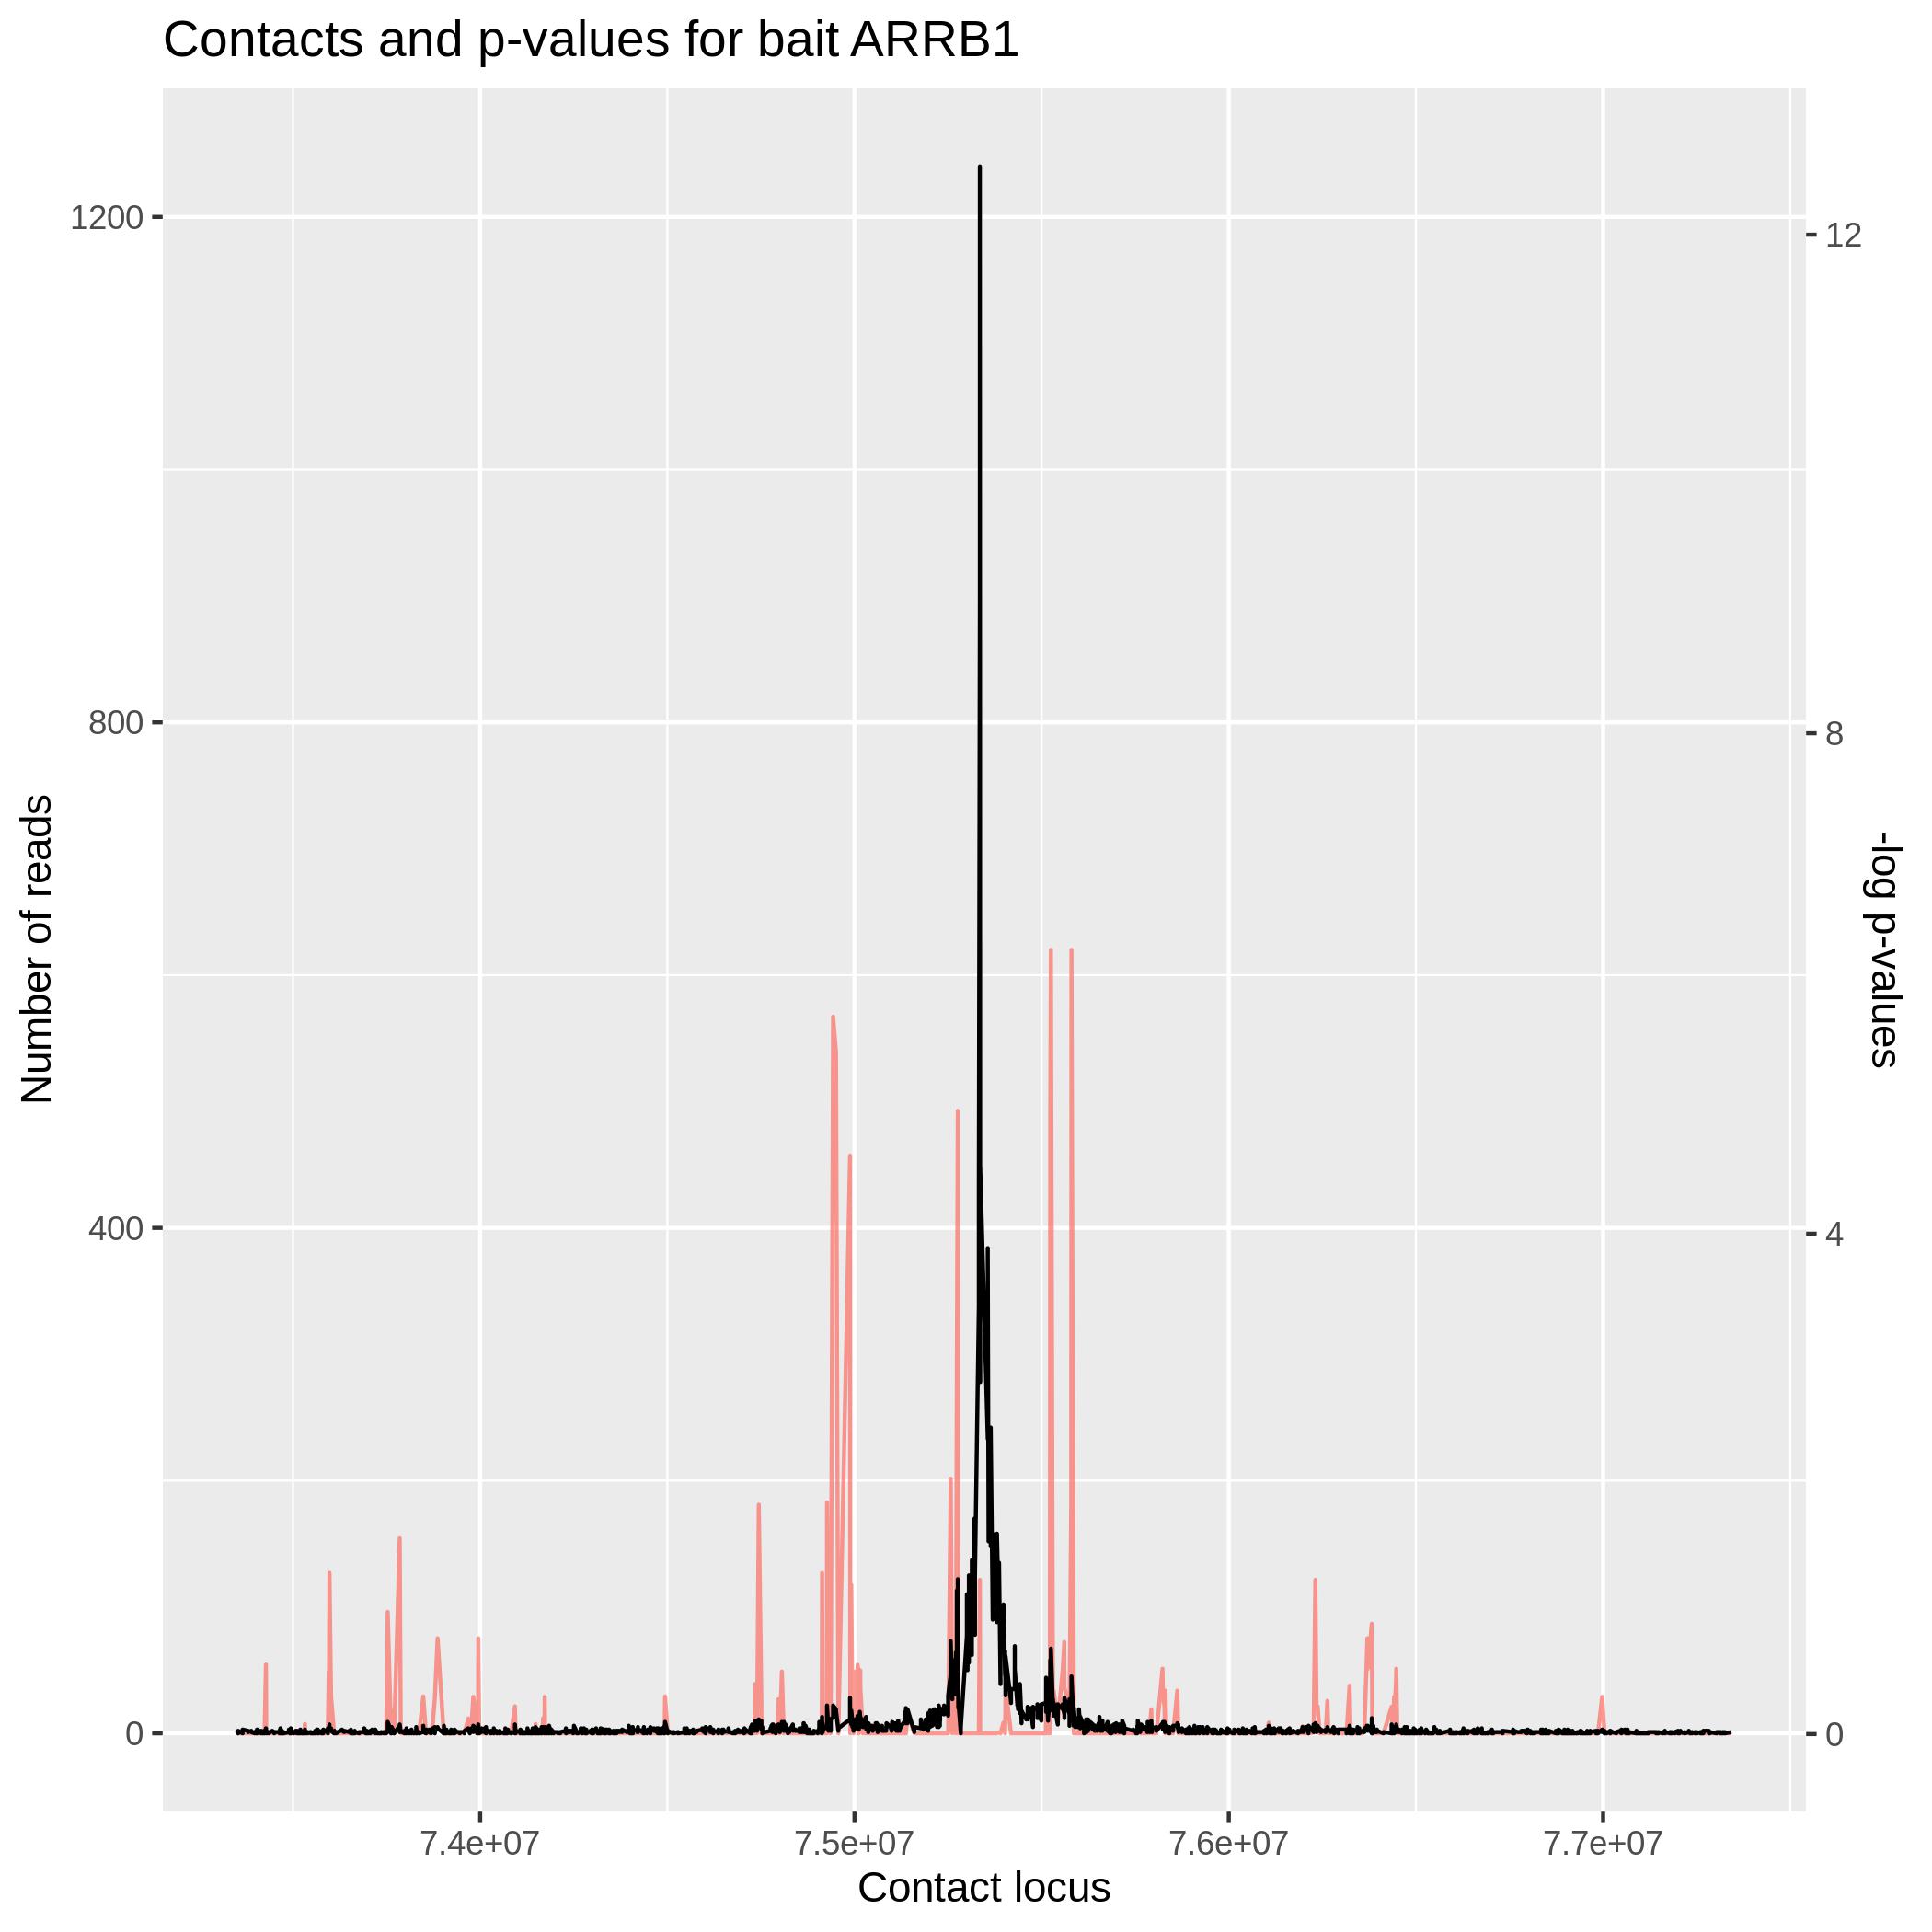 Contacts and p-values for bait ARRB1
1200
800
400
0
12
8
4
0
Number of reads
-log p-values
7.4e+07
7.5e+07
7.6e+07
7.7e+07
Contact locus